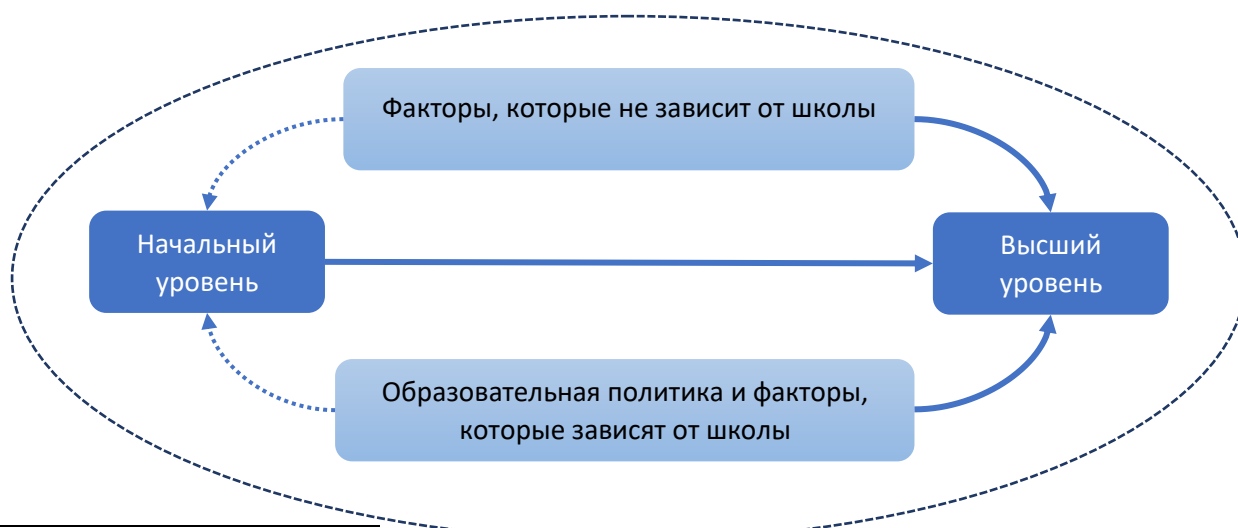 Факторы, которые не зависит от школы
Начальный
уровень
Высший
уровень
Образовательная политика и факторы,
которые зависят от школы